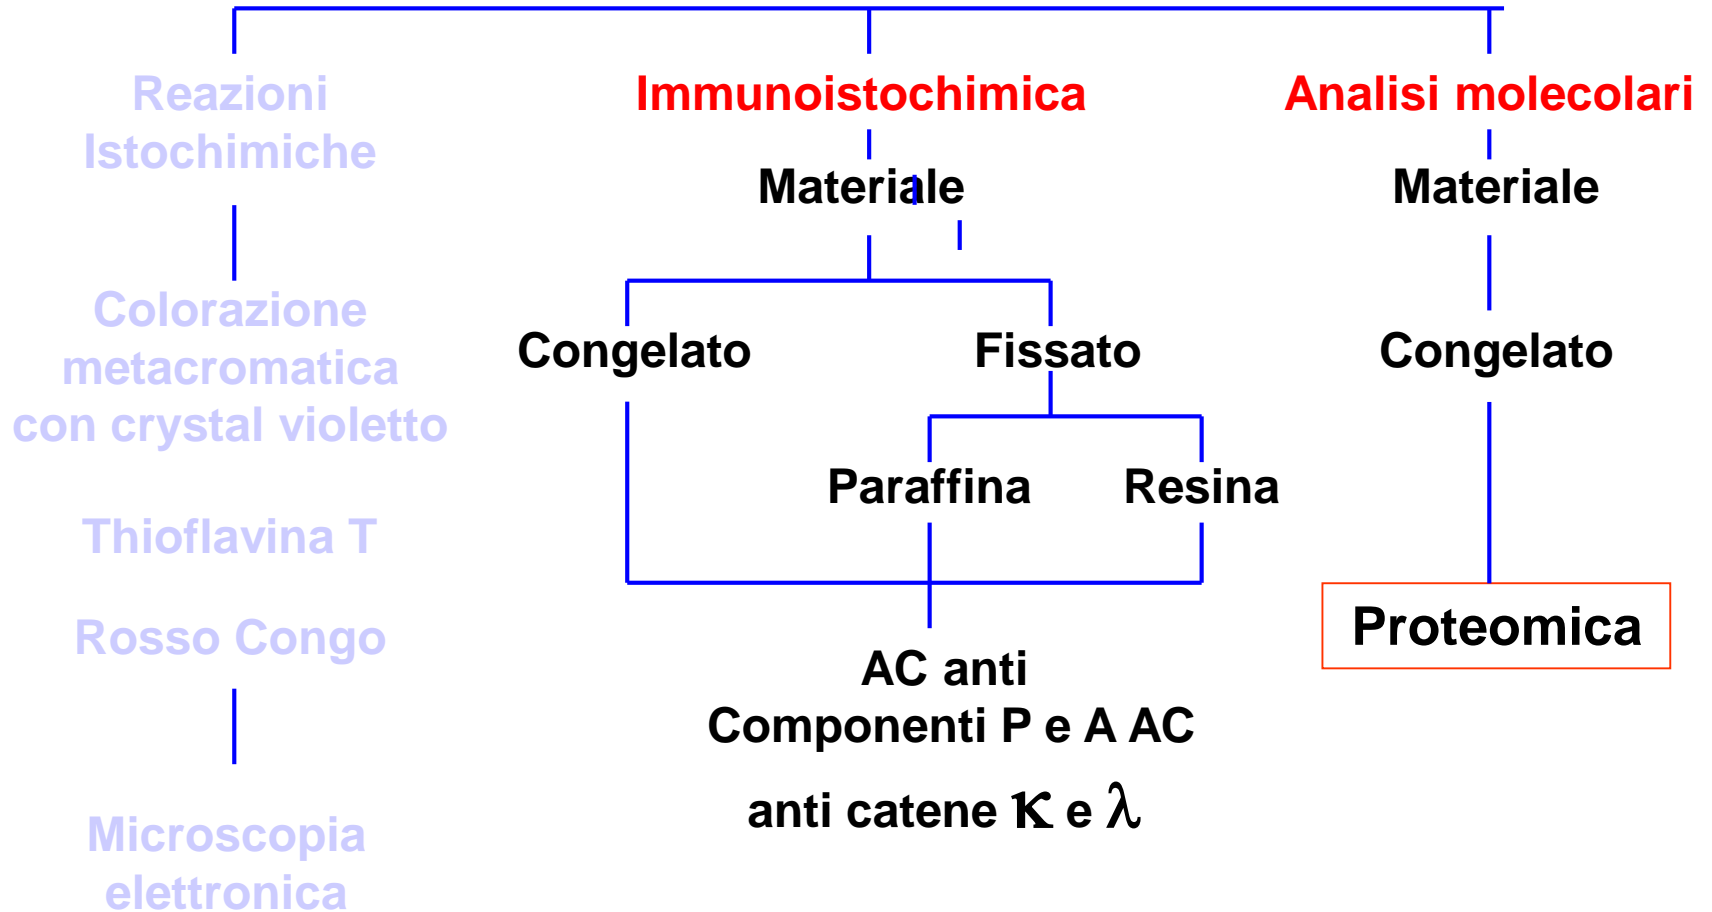 Reazioni
Istochimiche
Colorazione
metacromatica
con crystal violetto
Thioflavina T
Rosso Congo
Microscopia
elettronica
Immunoistochimica
Materiale
Congelato
Fissato
Paraffina
Resina
AC anti
Componenti P e A AC
anti catene κ e λ
Analisi molecolari
Materiale
Congelato
Proteomica